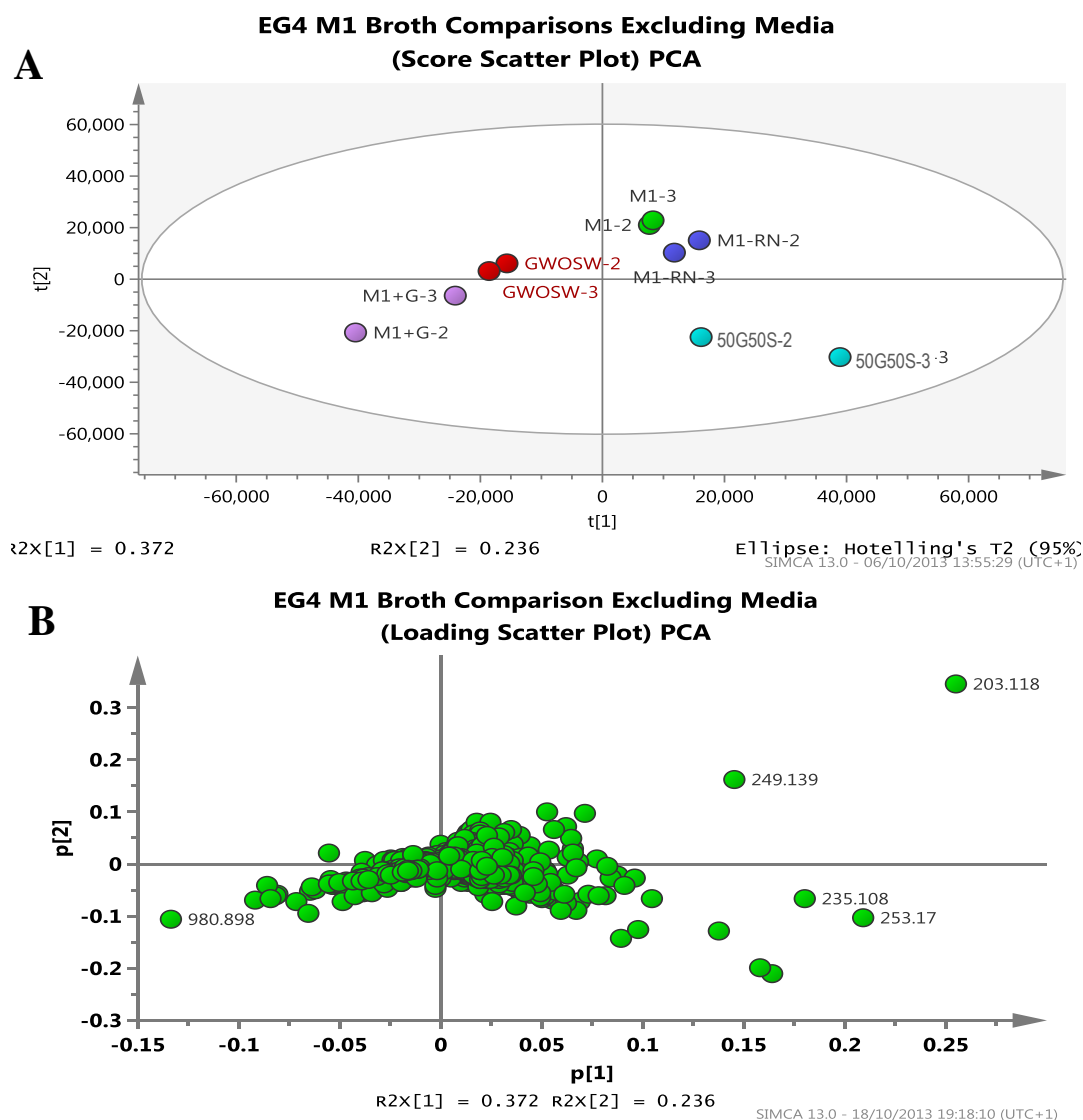 EG4 M1 Broth Comparisons Excluding Media
(Score Scatter Plot) PCA
A
60,000
40,000
20,000
0
-20,000
-40,000
-60,000
t[2]
M1-3
M1-2
M1-RN-2
M1-RN-3
GWOSW-2
GWOSW-3
M1+G-3
M1+G-2
50G50S-2
50G50S-3 ·3
-60,000 -40,000 -20,000 0 20,000 40,000 60,000
t[1]
R2X[1] = 0.372 R2X[2] = 0.236 Ellipse: Hotelling's T2 (95%)
SIMCA 13.0 - 06/10/2013 13:55:29 (UTC+1)
EG4 M1 Broth Comparison Excluding Media
(Loading Scatter Plot) PCA
B
0.3
0.2
0.1
0
-0.1
-0.2
-0.3
p[2]
203.118
249.139
235.108
253.17
980.898
-0.15 -0.1 -0.05 0 0.05 0.1 0.15 0.2 0.25
p[1]
R2X[1] = 0.372 R2X[2] = 0.236
SIMCA 13.0 - 18/10/2013 19:18:10 (UTC+1)